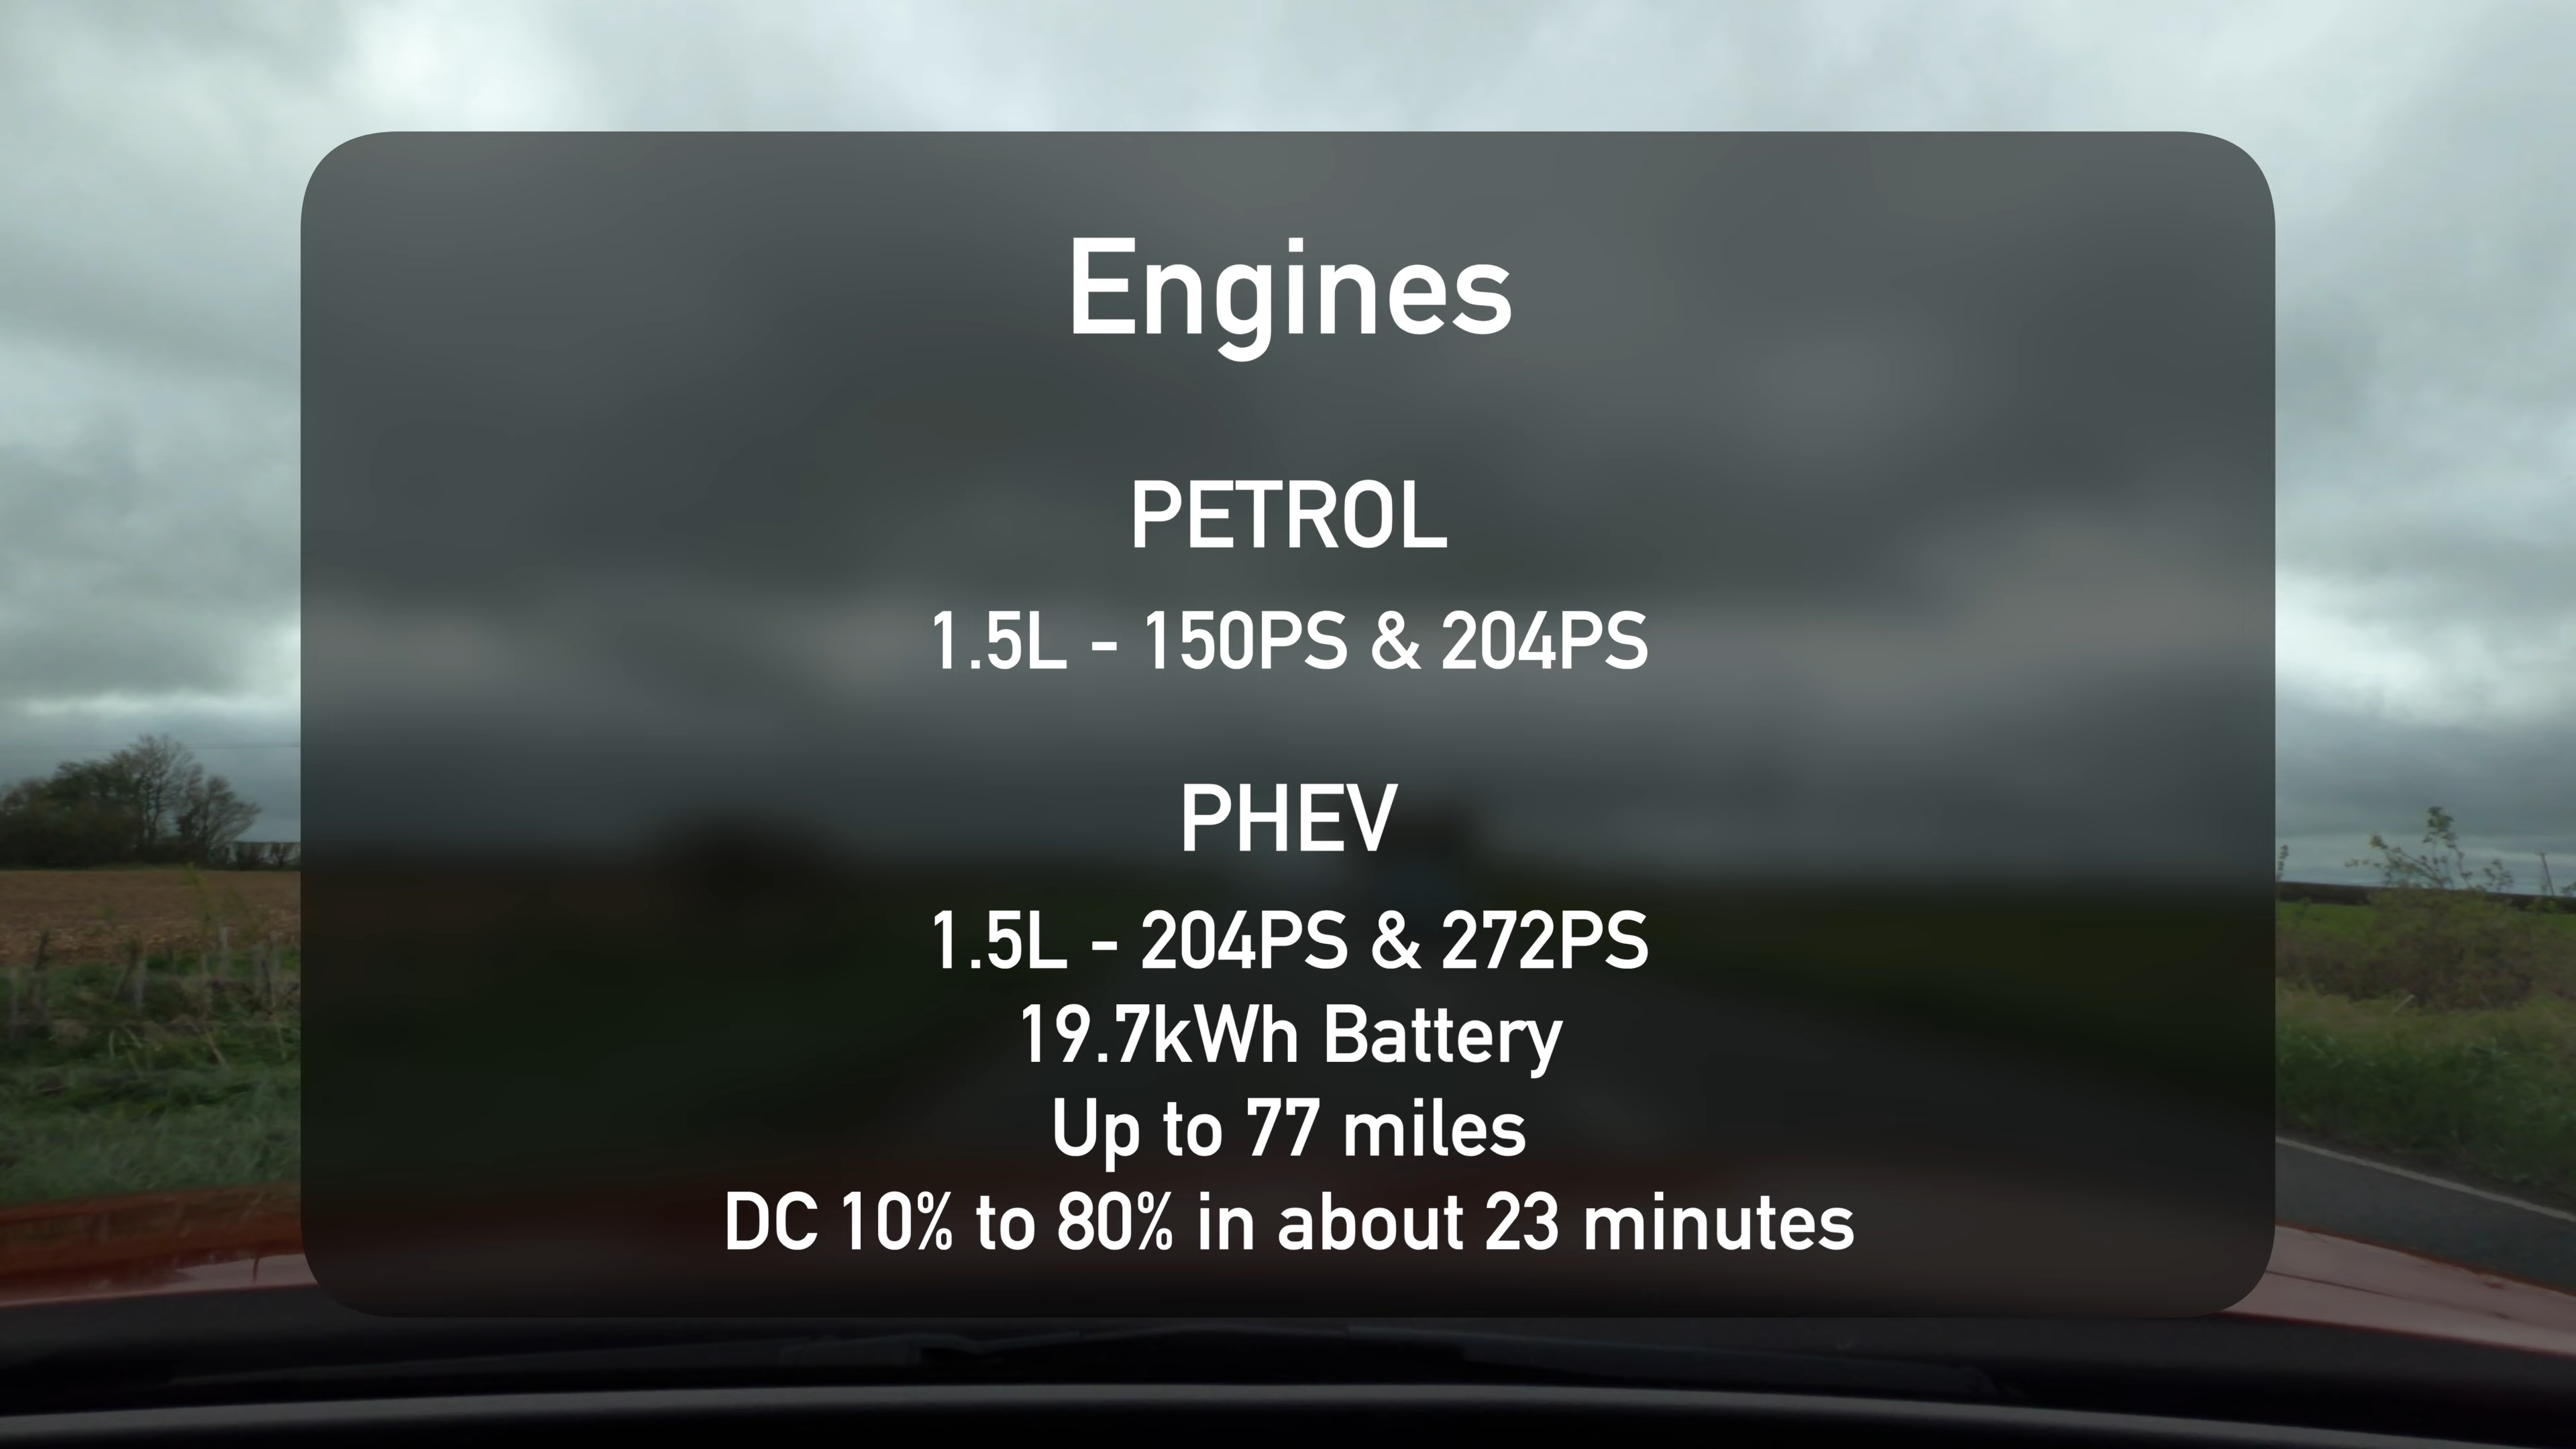 Engines
PETROL
1.5L - 150PS & 204PS
PHEV
1.5L - 204PS & 272PS
19.7kWh Battery
Up to 77 miles
DC 10% to 80% in about 23 minutes